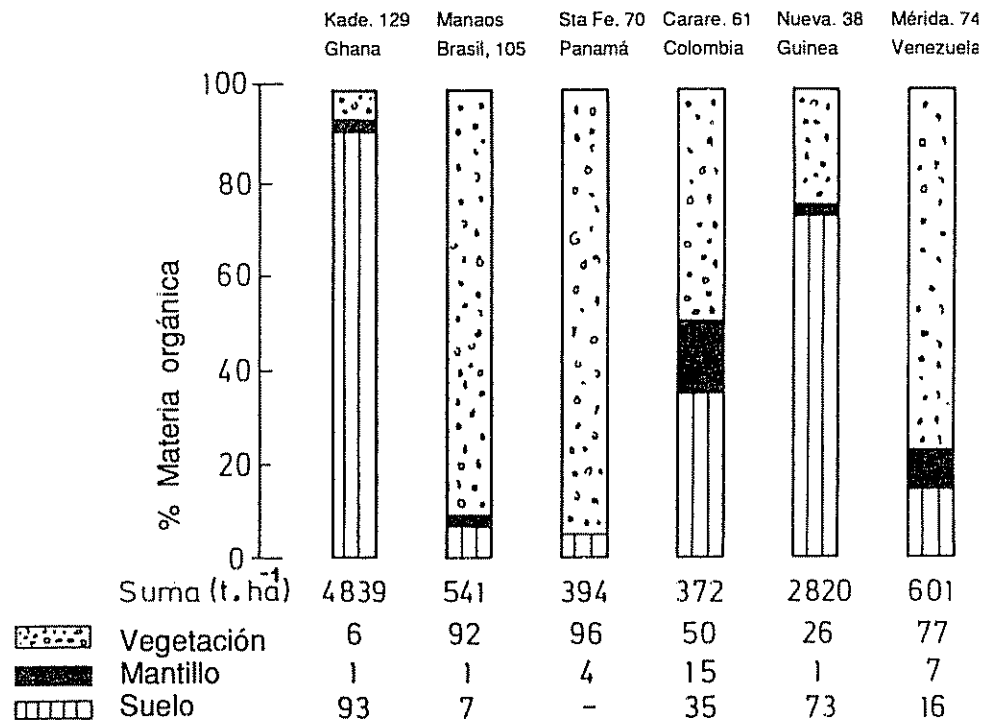 Kade. 129 Manaos Sta Fe. 70 Carare. 61 Nueva. 38 Mérida. 74
Ghana Brasil, 105 Panamá Colombia Guinea Venezuela
100
80
60
40
20
0
% Materia orgánica
Suma (t.ha⁻¹) 4839 541 394 372 2820 601
Vegetación 6 92 96 50 26 77
Mantillo 1 1 4 15 1 7
Suelo 93 7 - 35 73 16